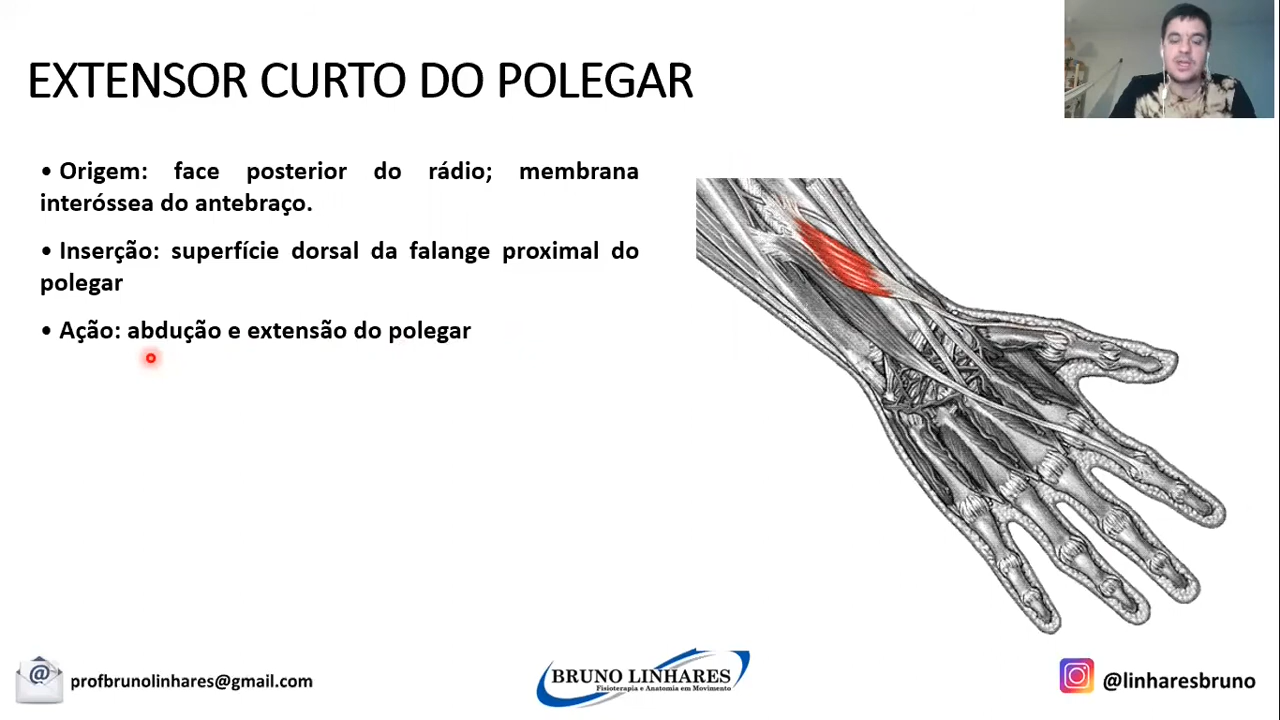 EXTENSOR CURTO DO POLEGAR
• Origem: face posterior do rádio; membrana
interóssea do antebraço.
• Inserção: superfície dorsal da falange proximal do
polegar
• Ação: abdução e extensão do polegar
@ profbrunolinhares@gmail.com
BRUNO LINHARES
Fisioterapia e Anatomia em Movimento
@linharesbruno